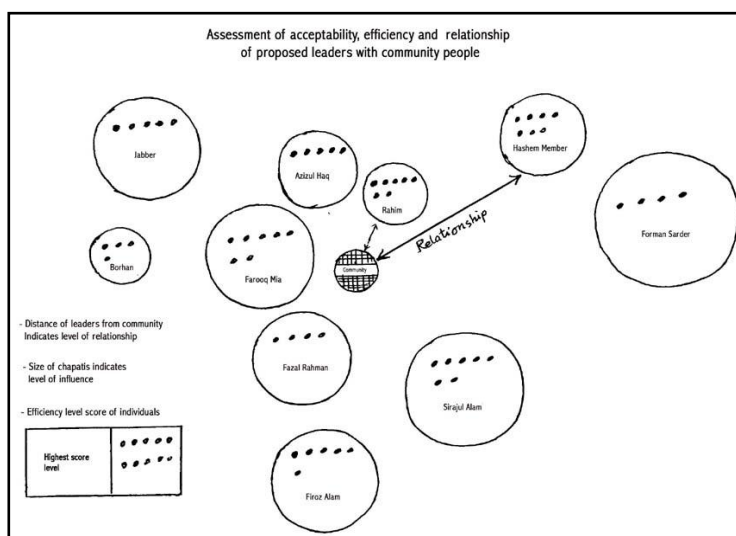 Assessment of acceptability, efficiency and relationship
of proposed leaders with community people
Jabber
Azizul Haq
Rahim
Hashem Member
Forman Sarder
Borhan
Farooq Mia
Community
Relationship
Fazal Rahman
Sirajul Alam
Firoz Alam
- Distance of leaders from community
Indicates level of relationship
- Size of chapatis indicates
level of influence
- Efficiency level score of individuals
Highest score
level